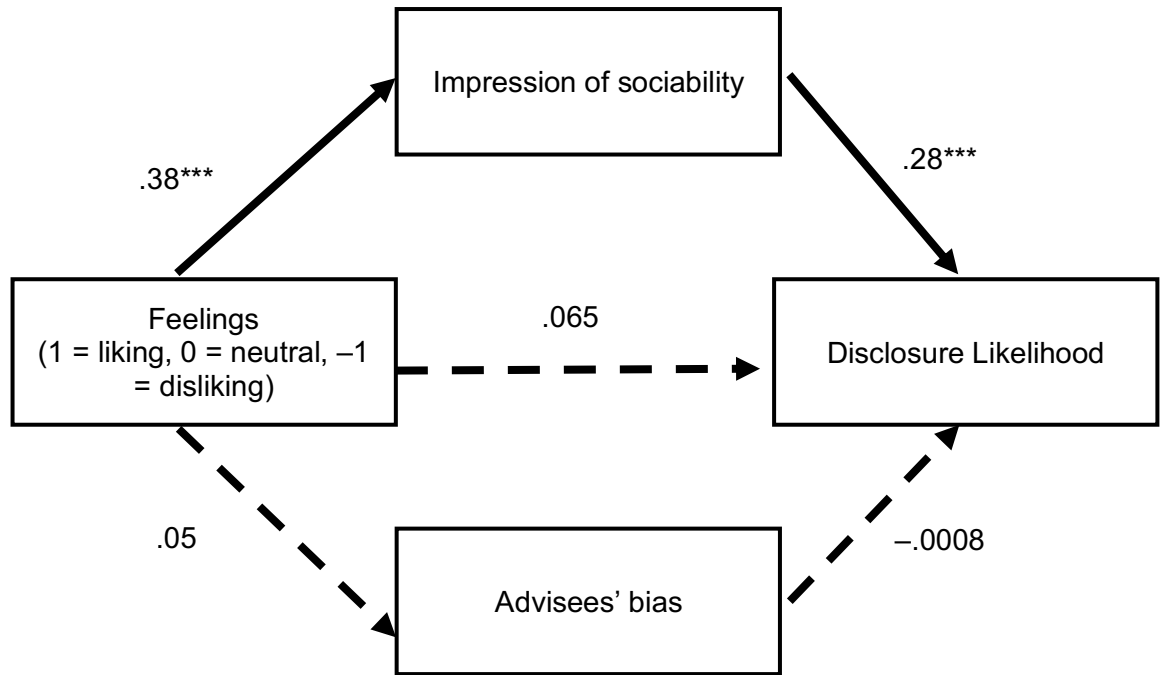 Impression of sociability
.38***
.28***
Feelings
(1 = liking, 0 = neutral, –1
= disliking)
.065
Disclosure Likelihood
.05
–.0008
Advisees’ bias